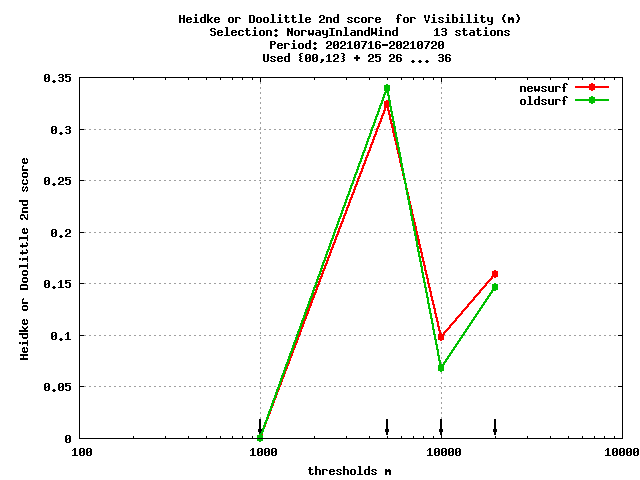 Heidke or Doolittle 2nd score  for Visibility (m)
Selection: NorwayInlandWind     13 stations
Period: 20210716-20210720
Used {00,12} + 25 26 ... 36
newsurf
oldsurf
Heidke or Doolittle 2nd score
0.35
0.3
0.25
0.2
0.15
0.1
0.05
0
100
1000
10000
10000
thresholds m